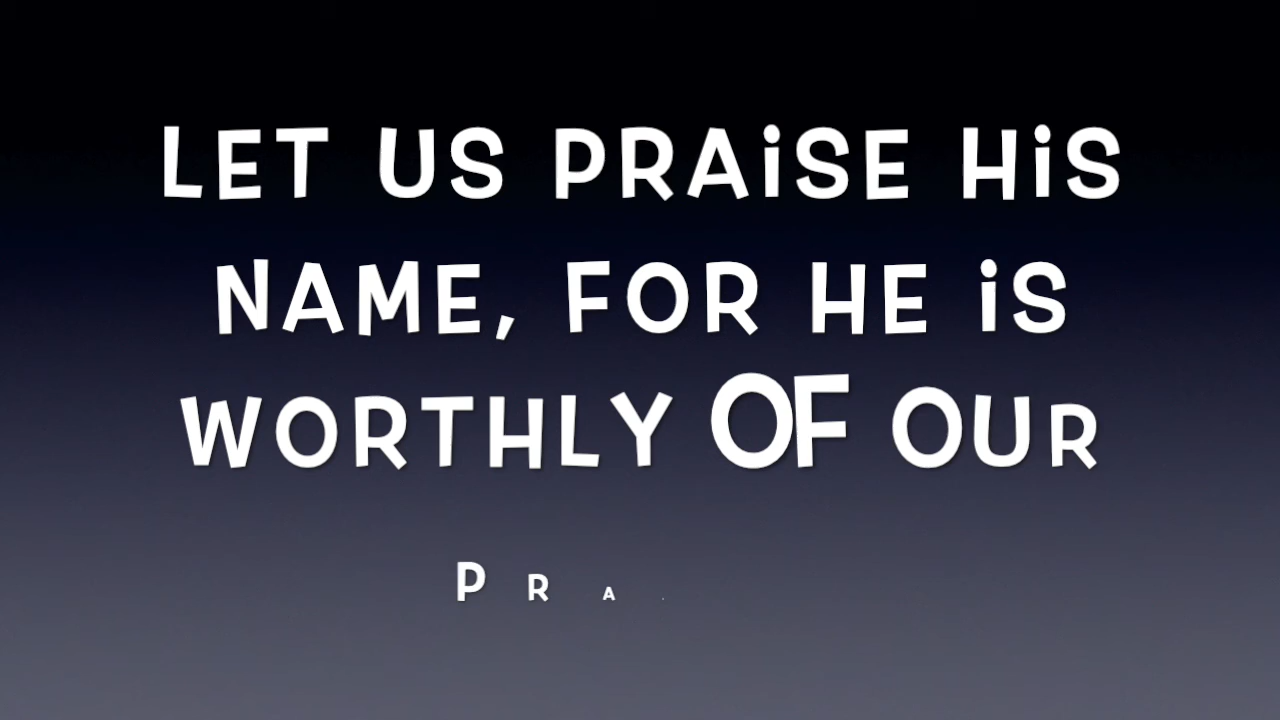 LET US PRAiSE HiS
NAME, FOR HE iS
WORTHLY OF OUR
PRA